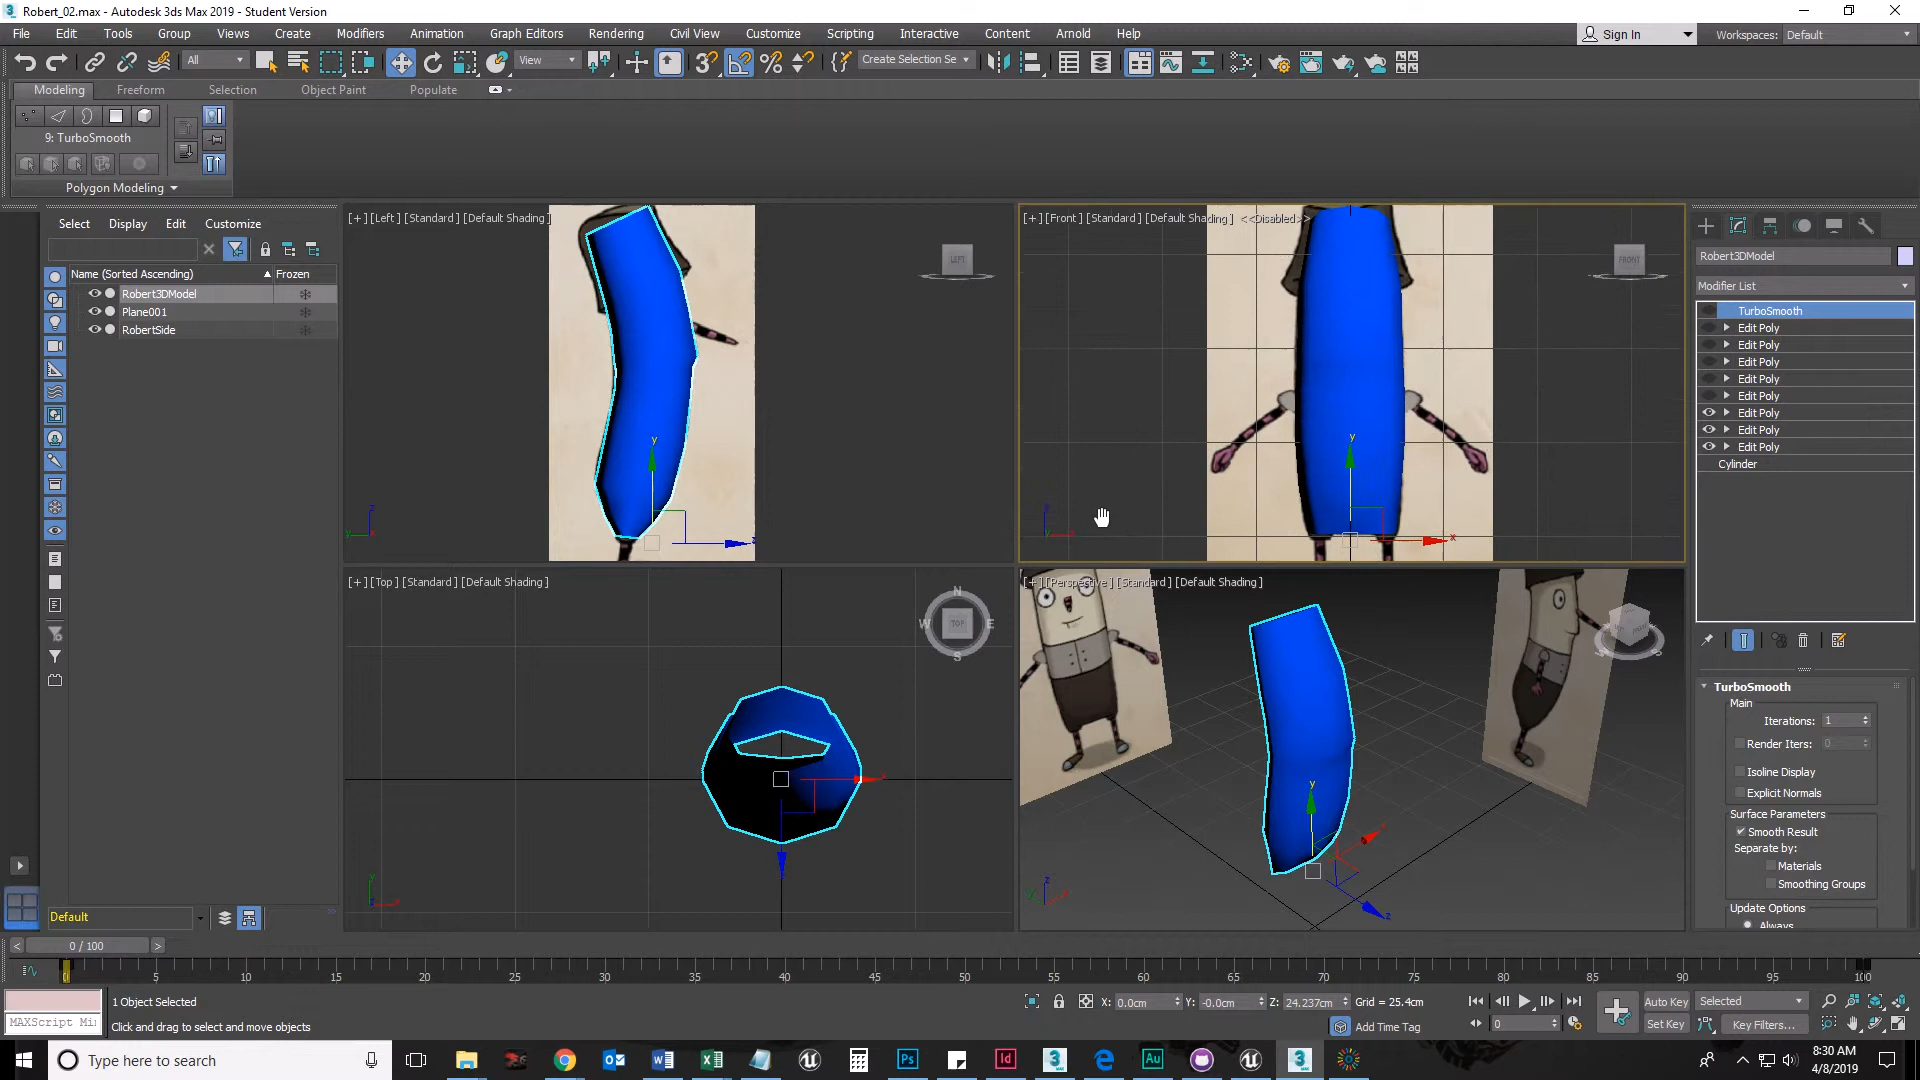 Robert_02.max - Autodesk 3ds Max 2019 - Student Version
File Edit Tools Group Views Create Modifiers Animation Graph Editors Rendering Civil View Customize Scripting Interactive Content Arnold Help
Sign In
Workspaces: Default
All
View
Create Selection Se
Modeling Freeform Selection Object Paint Populate
9: TurboSmooth
Polygon Modeling
Select Display Edit Customize
Name (Sorted Ascending) Frozen
Robert3DModel
Plane001
RobertSide
[+] [Left] [Standard] [Default Shading]
LEFT
[+] [Front] [Standard] [Default Shading] <<Disabled>>
FRONT
[+] [Top] [Standard] [Default Shading]
N
W TOP E
S
[+] [Perspective] [Standard] [Default Shading]
Robert3DModel
Modifier List
TurboSmooth
Edit Poly
Edit Poly
Edit Poly
Edit Poly
Edit Poly
Edit Poly
Edit Poly
Edit Poly
Cylinder
TurboSmooth
Main
Iterations: 1
Render Iters: 0
Isoline Display
Explicit Normals
Surface Parameters
Smooth Result
Separate by:
Materials
Smoothing Groups
Update Options
Always
Default
0 / 100
0 5 10 15 20 25 30 35 40 45 50 55 60 65 70 75 80 85 90 95 100
1 Object Selected
X: 0.0cm Y: -0.0cm Z: 24.237cm Grid = 25.4cm
Auto Key Selected
MAXScript Mi
Click and drag to select and move objects
Add Time Tag
0
Set Key Key Filters...
Type here to search
8:30 AM
4/8/2019